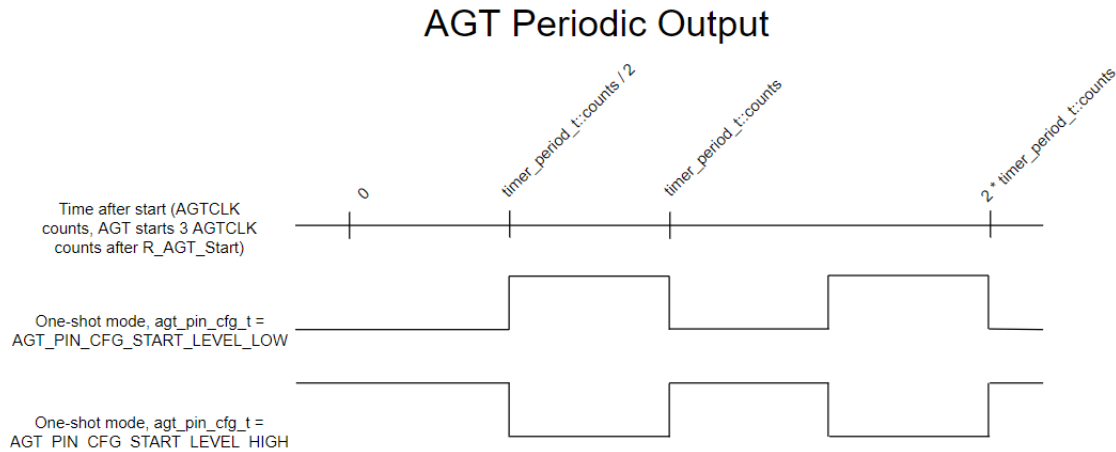 AGT Periodic Output
0
timer_period_t::counts / 2
timer_period_t::counts
2 * timer_period_t::counts
Time after start (AGTCLK
counts, AGT starts 3 AGTCLK
counts after R_AGT_Start)
One-shot mode, agt_pin_cfg_t =
AGT_PIN_CFG_START_LEVEL_LOW
One-shot mode, agt_pin_cfg_t =
AGT_PIN_CFG_START_LEVEL_HIGH